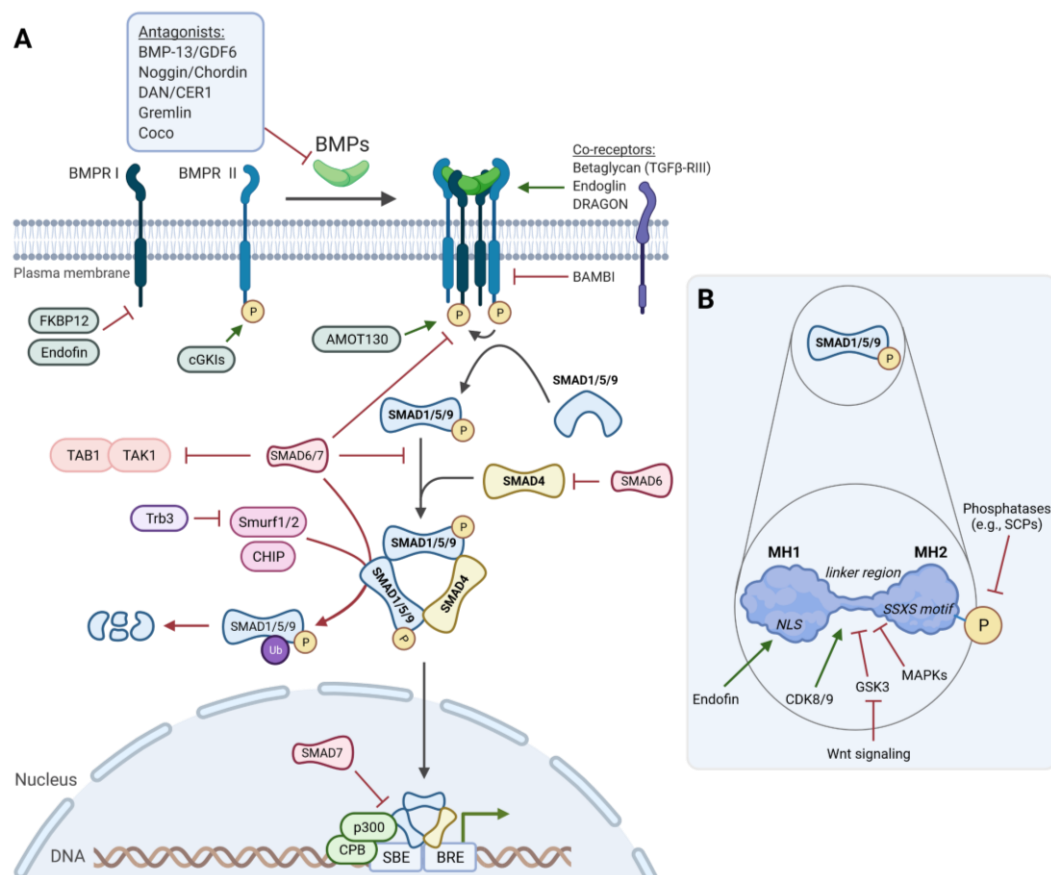 A
Antagonists:
BMP-13/GDF6
Noggin/Chordin
DAN/CER1
Gremlin
Coco
BMPs
BMPR I
BMPR II
Co-receptors:
Betaglycan (TGFβ-RIII)
Endoglin
DRAGON
Plasma membrane
BAMBI
P
P
P
FKBP12
Endofin
cGKIs
AMOT130
SMAD1/5/9
SMAD1/5/9
P
TAB1
TAK1
SMAD6/7
SMAD4
SMAD6
Trb3
Smurf1/2
CHIP
P
SMAD1/5/9
SMAD1/5/9
SMAD4
P
SMAD1/5/9
P
Ub
SMAD7
Nucleus
p300
CPB
SBE
BRE
DNA
B
SMAD1/5/9
P
Phosphatases
(e.g., SCPs)
MH1
MH2
linker region
SSXS motif
NLS
P
Endofin
CDK8/9
GSK3
MAPKs
Wnt signaling